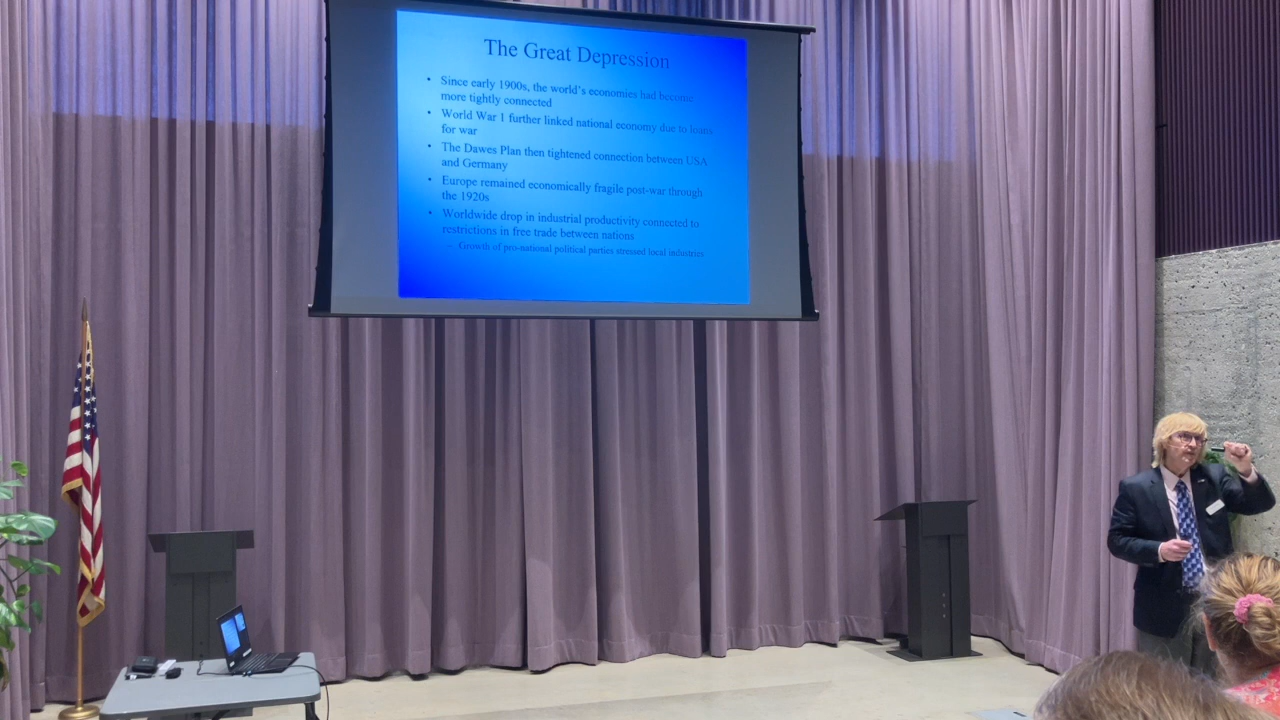 The Great Depression
• Since early 1900s, the world's economies had become
more tightly connected
• World War 1 further linked national economy due to loans
for war
• The Dawes Plan then tightened connection between USA
and Germany
• Europe remained economically fragile post-war through
the 1920s
• Worldwide drop in industrial productivity connected to
restrictions in free trade between nations
– Growth of pro-national political parties stressed local industries